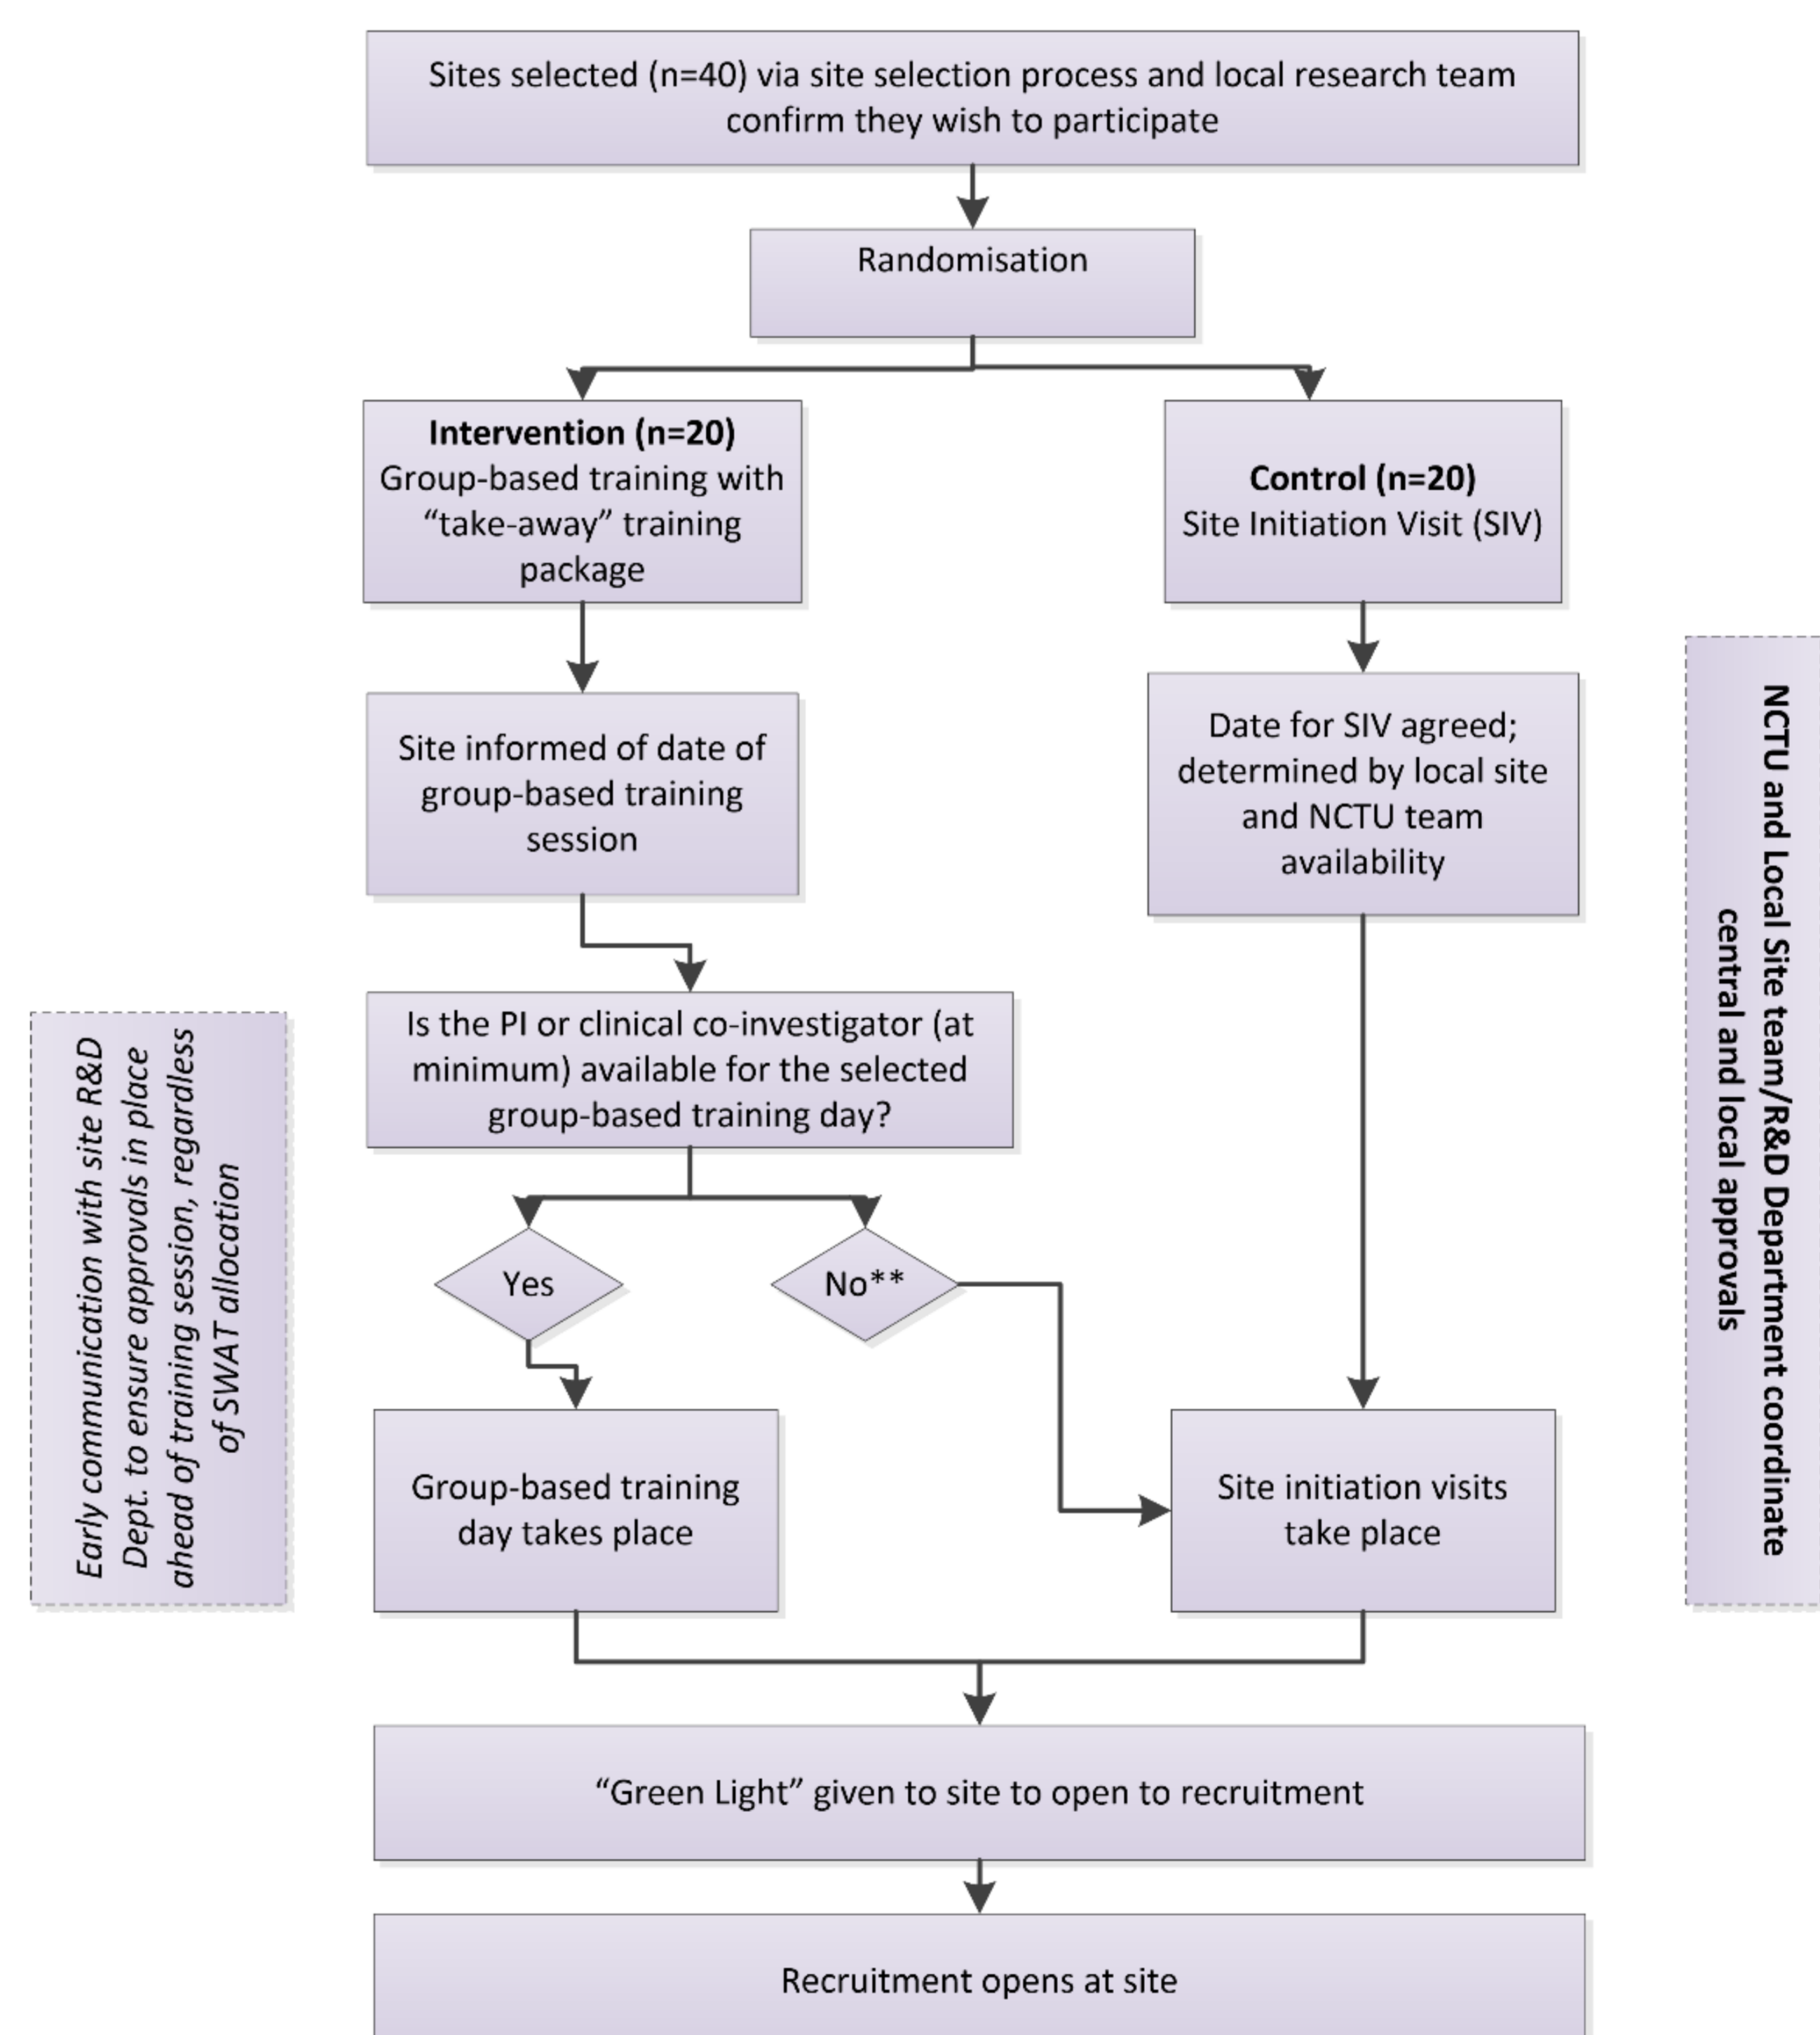 Sites selected (n=40) via site selection process and local research team
confirm they wish to participate
Randomisation
Intervention (n=20)
Group-based training with
“take-away” training
package
Control (n=20)
Site Initiation Visit (SIV)
Site informed of date of
group-based training
session
Date for SIV agreed;
determined by local site
and NCTU team
availability
Is the PI or clinical co-investigator (at
minimum) available for the selected
group-based training day?
Yes
No**
Group-based training
day takes place
Site initiation visits
take place
“Green Light” given to site to open to recruitment
Recruitment opens at site
Early communication with site R&D
Dept. to ensure approvals in place
ahead of training session, regardless
of SWAT allocation
NCTU and Local Site team/R&D Department coordinate
central and local approvals